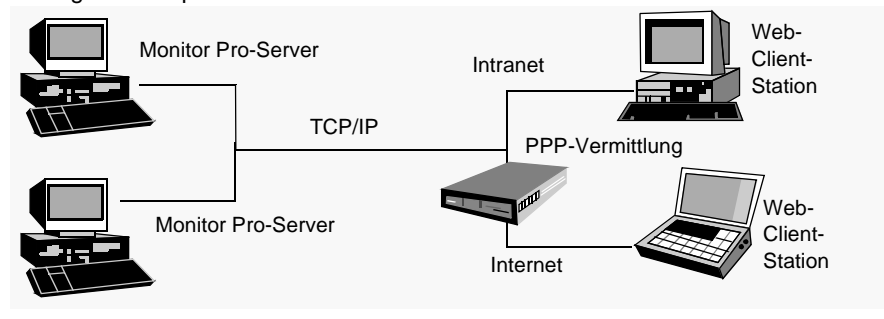 Monitor Pro-Server
Intranet
Web-
Client-
Station
TCP/IP
PPP-Vermittlung
Monitor Pro-Server
Web-
Client-
Station
Internet